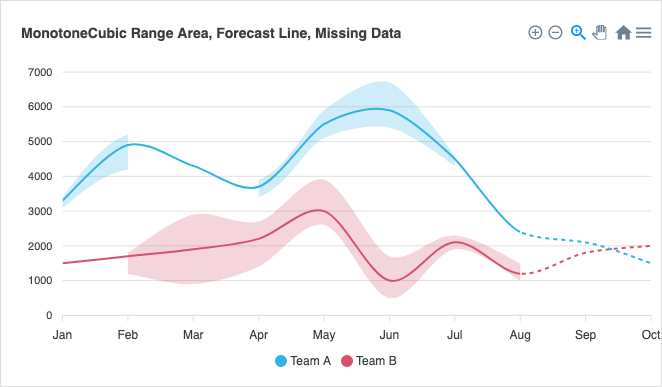 MonotoneCubic Range Area, Forecast Line, Missing Data
7000
6000
5000
4000
3000
2000
1000
0
Jan Feb Mar Apr May Jun Jul Aug Sep Oct
Team A Team B